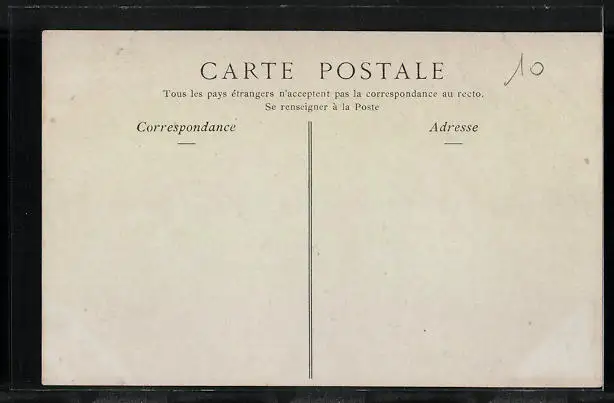 CARTE POSTALE
10
Tous les pays étrangers n'acceptent pas la correspondance au recto.
Se renseigner à la Poste
Correspondance
Adresse